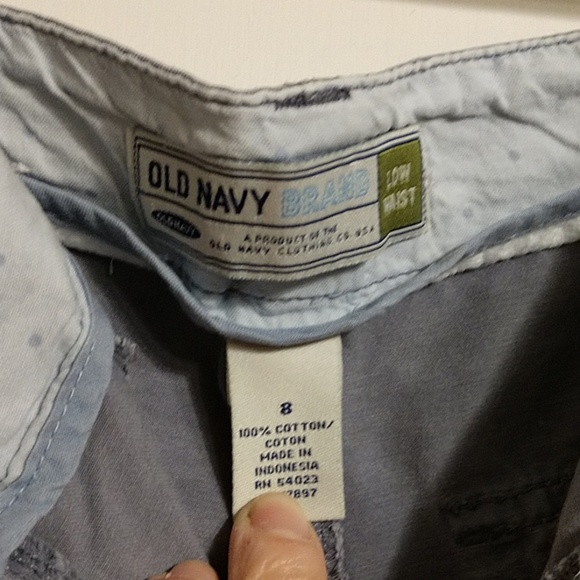 OLD NAVY BRAND
LOW
WAIST
OLD NAVY
A PRODUCT OF THE
OLD NAVY CLOTHING CO. USA
8
100% COTTON/
COTON
MADE IN
INDONESIA
RN 54023
7897